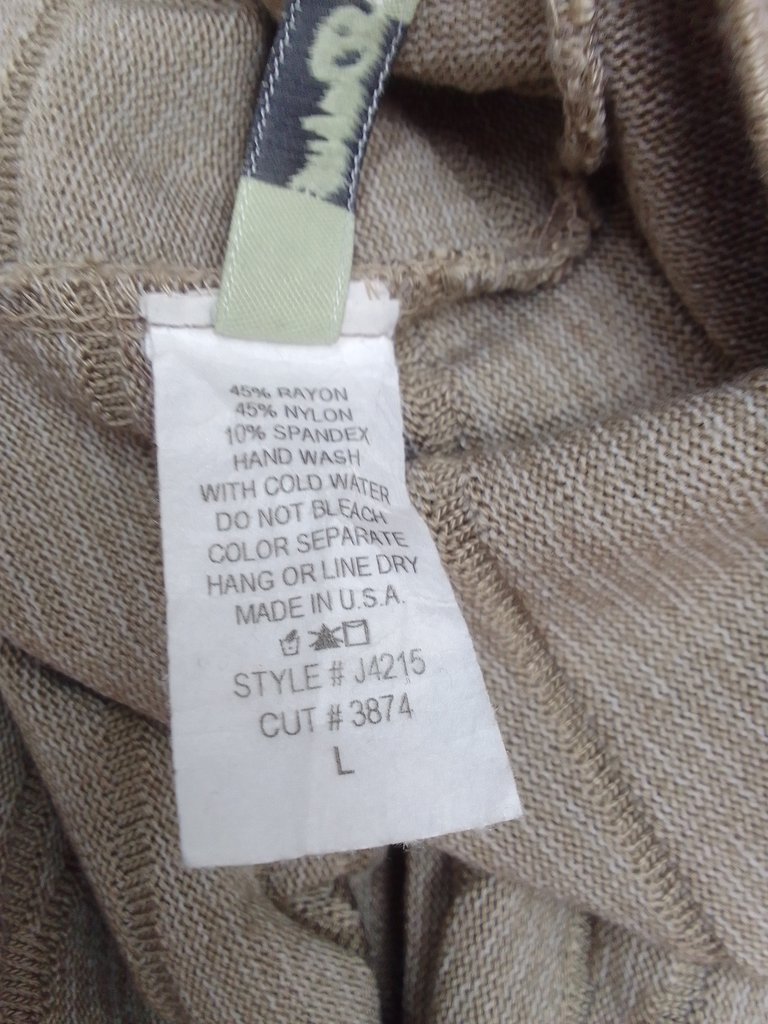 45% RAYON
45% NYLON
10% SPANDEX
HAND WASH
WITH COLD WATER
DO NOT BLEACH
COLOR SEPARATE
HANG OR LINE DRY
MADE IN U.S.A.
STYLE # J4215
CUT # 3874
L